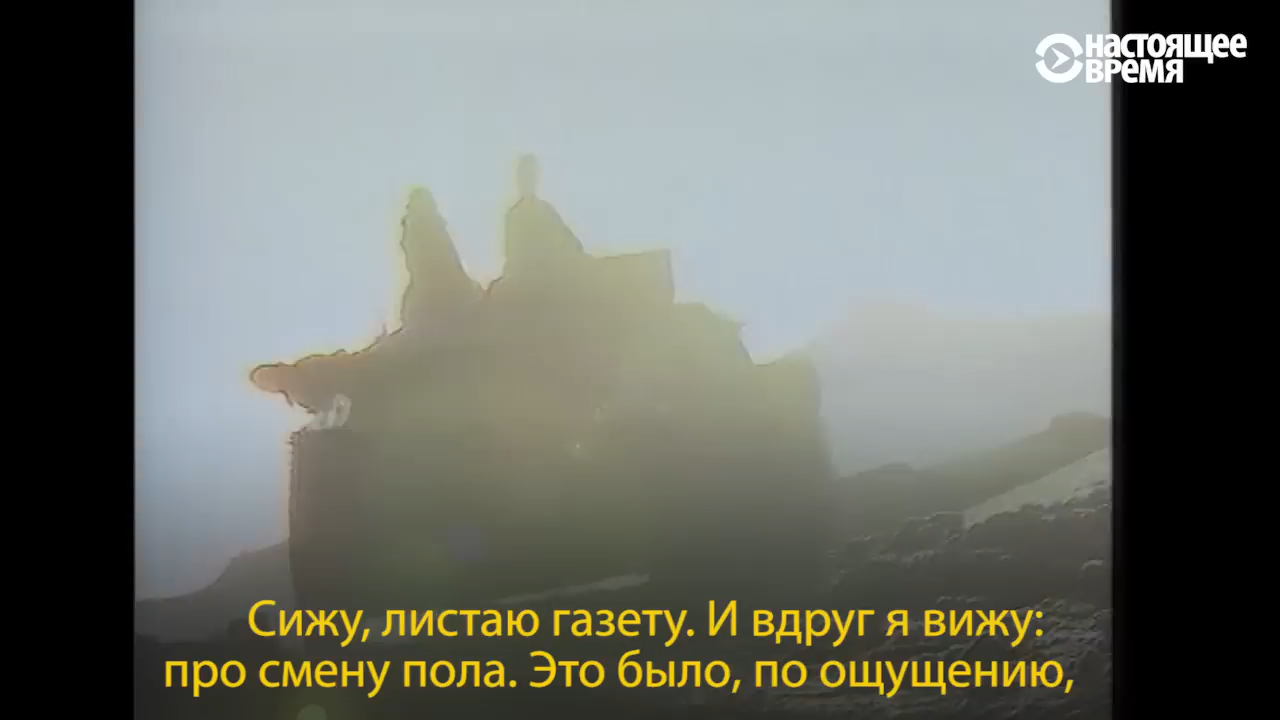 настоящее
время
Сижу, листаю газету. И вдруг я вижу:
про смену пола. Это было, по ощущению,